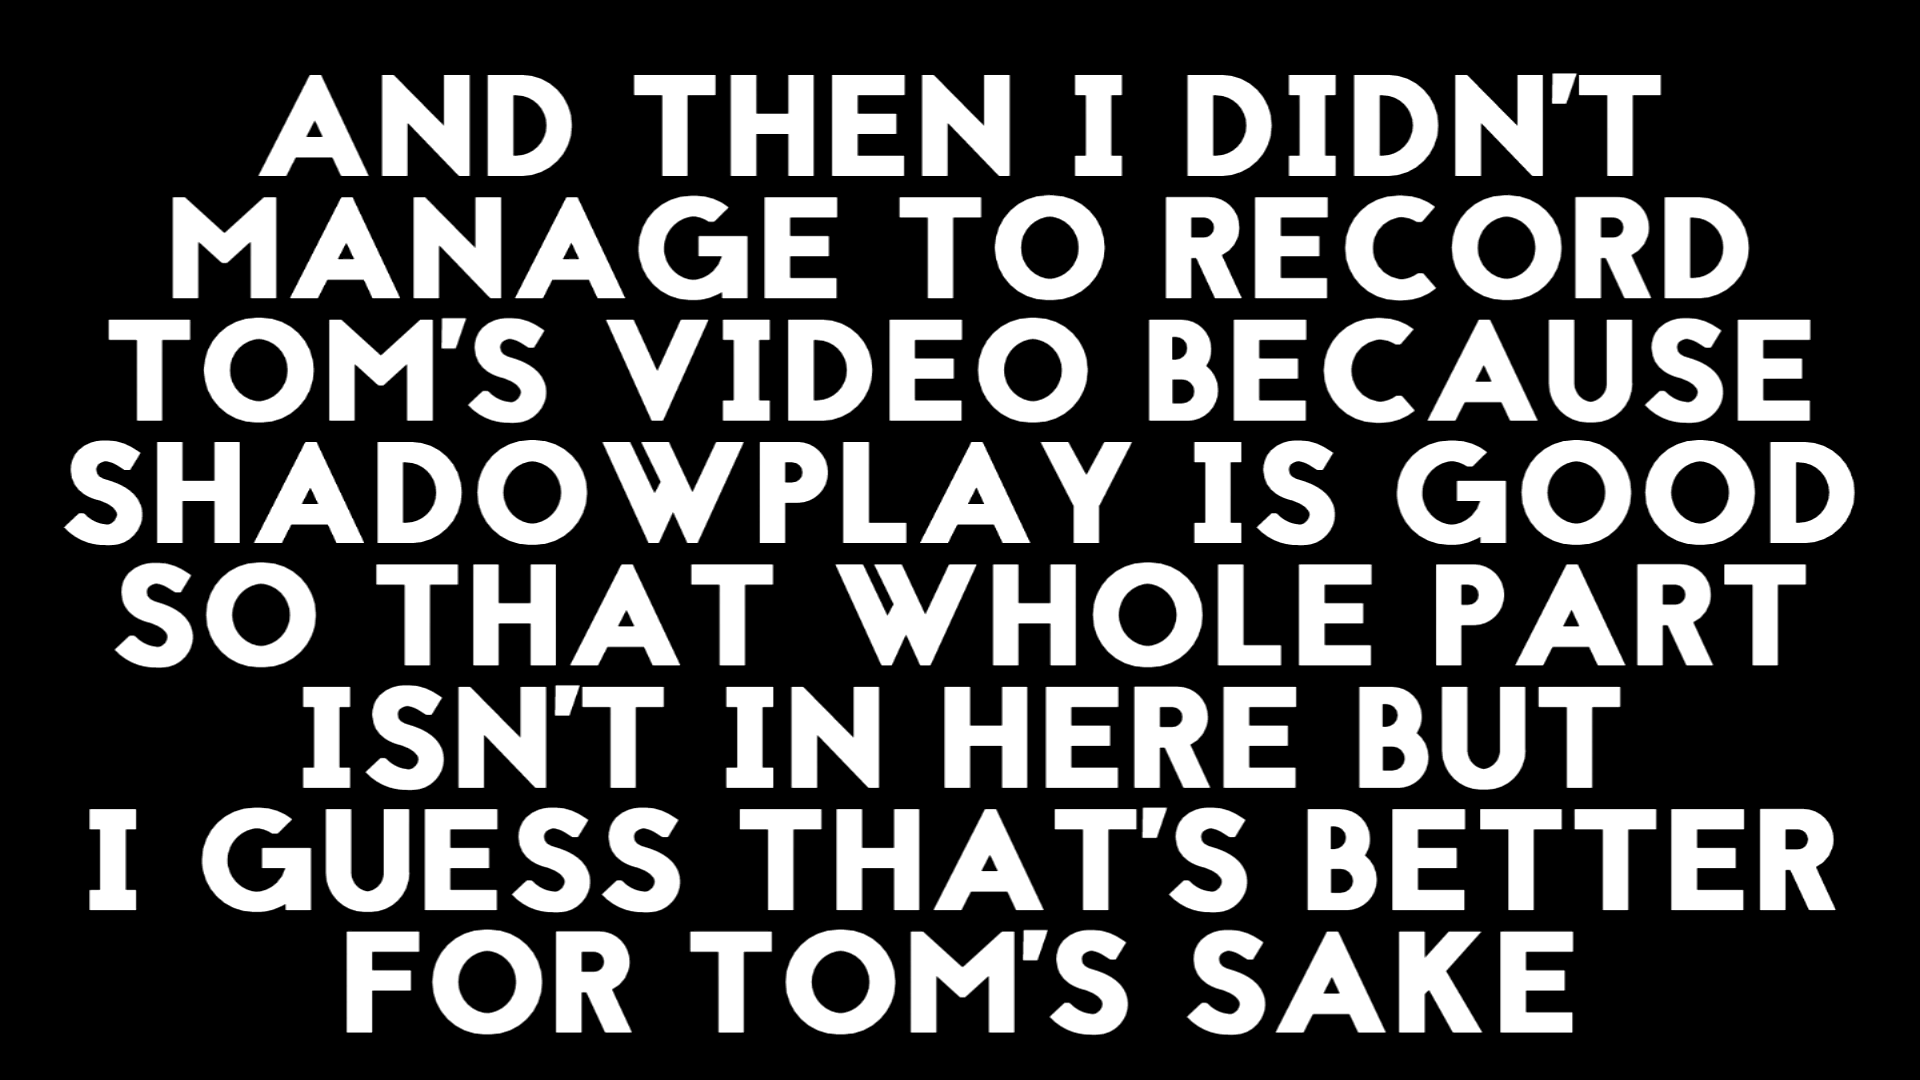 AND THEN I DIDN'T
MANAGE TO RECORD
TOM'S VIDEO BECAUSE
SHADOWPLAY IS GOOD
SO THAT WHOLE PART
ISN'T IN HERE BUT
I GUESS THAT'S BETTER
FOR TOM'S SAKE